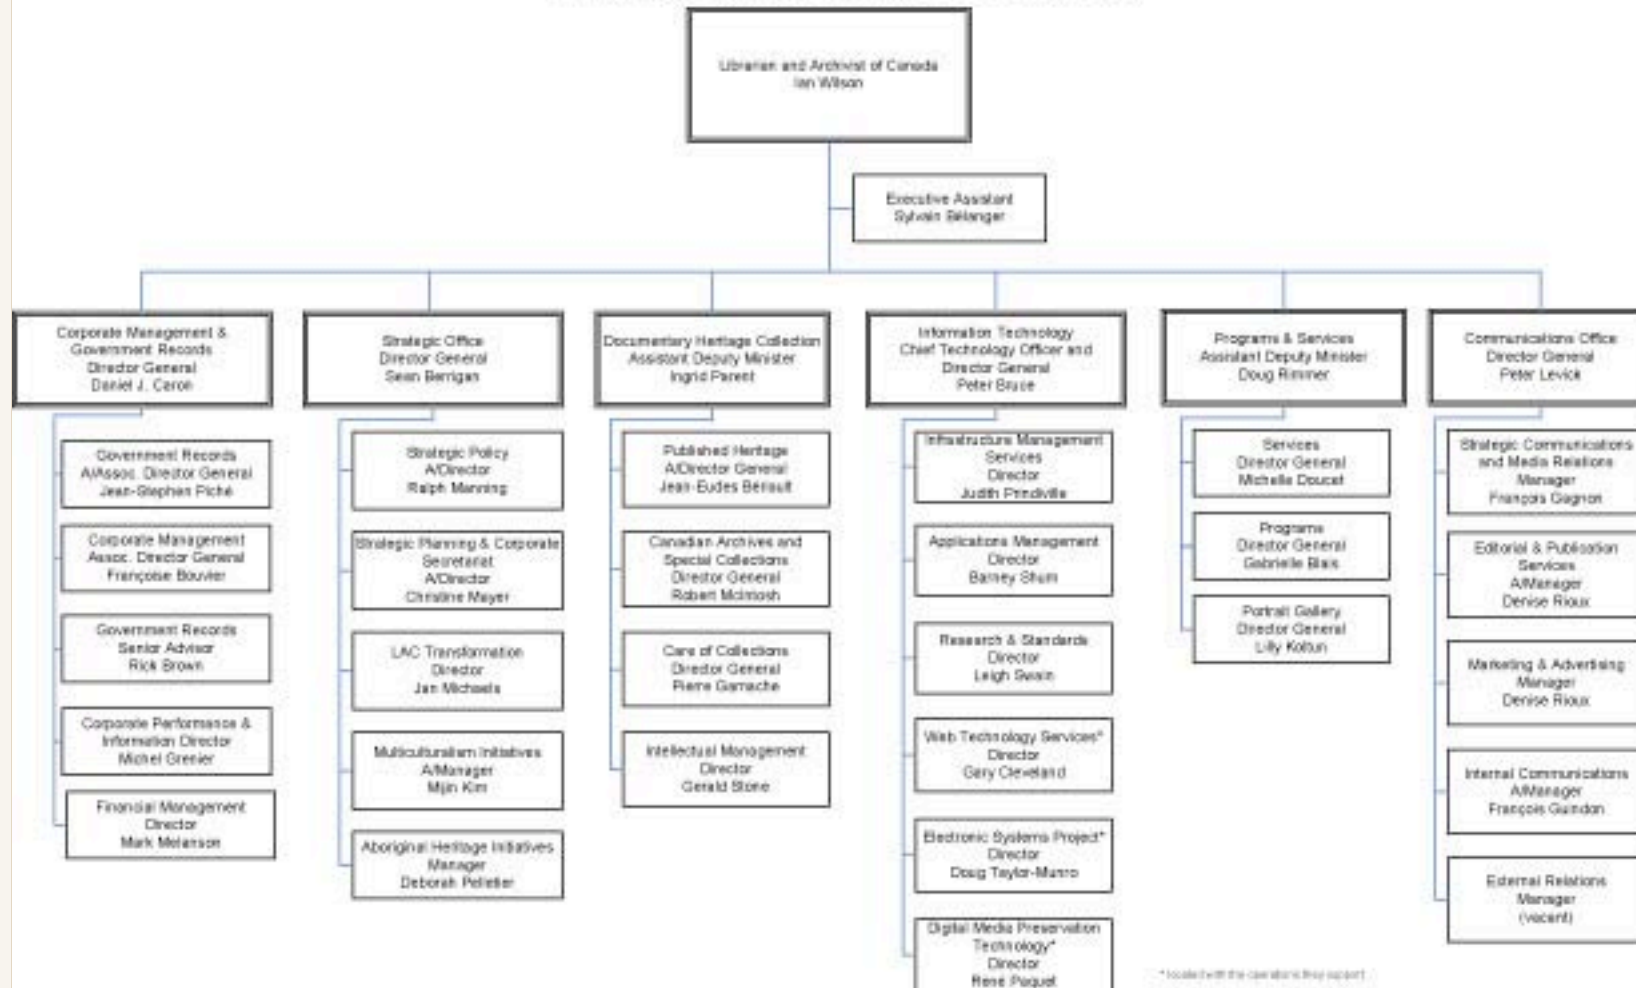 Librarian and Archivist of Canada
Ian Wilson
Executive Assistant
Sylvain Bélanger
Corporate Management &
Government Records
Director General
Daniel J. Caron
Government Records
A/Assoc. Director General
Jean-Stephen Piché
Corporate Management
Assoc. Director General
Françoise Bouvier
Government Records
Senior Advisor
Rick Brown
Corporate Performance &
Information Director
Michel Grenier
Financial Management
Director
Mark Melanson
Strategic Office
Director General
Sean Berrigan
Strategic Policy
A/Director
Ralph Manning
Strategic Planning & Corporate
Secretariat
A/Director
Christine Mayer
LAC Transformation
Director
Jan Michaels
Multiculturalism Initiatives
A/Manager
Mijin Kim
Aboriginal Heritage Initiatives
Manager
Deborah Pelletier
Documentary Heritage Collection
Assistant Deputy Minister
Ingrid Parent
Published Heritage
A/Director General
Jean-Eudes Bériault
Canadian Archives and
Special Collections
Director General
Robert McIntosh
Care of Collections
Director General
Pierre Gamache
Intellectual Management
Director
Gerald Stone
Information Technology
Chief Technology Officer and
Director General
Peter Bruce
Infrastructure Management
Services
Director
Judith Prindiville
Applications Management
Director
Barney Shum
Research & Standards
Director
Leigh Swain
Web Technology Services*
Director
Gary Cleveland
Electronic Systems Project*
Director
Doug Taylor-Munro
Digital Media Preservation
Technology*
Director
René Paquet
Programs & Services
Assistant Deputy Minister
Doug Rimmer
Services
Director General
Michelle Doucet
Programs
Director General
Gabrielle Blais
Portrait Gallery
Director General
Lilly Koltun
Communications Office
Director General
Peter Levick
Strategic Communications
and Media Relations
Manager
François Gagnon
Editorial & Publication
Services
A/Manager
Denise Rioux
Marketing & Advertising
Manager
Denise Rioux
Internal Communications
A/Manager
François Guindon
External Relations
Manager
(vacant)
* located with the operations they support